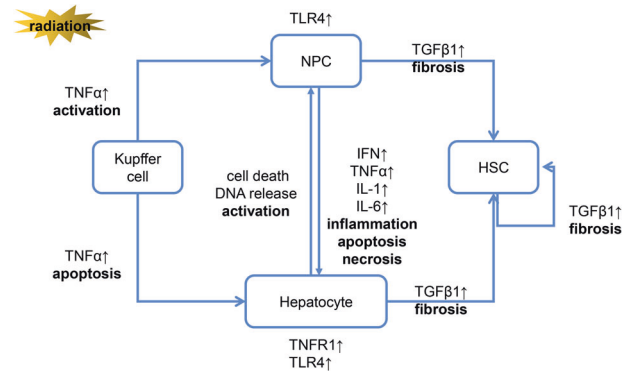 radiation
TLR4↑
NPC
TGFβ1↑
fibrosis
TNFα↑
activation
Kupffer
cell
cell death
DNA release
activation
IFN↑
TNFα↑
IL-1↑
IL-6↑
inflammation
apoptosis
necrosis
HSC
TGFβ1↑
fibrosis
TNFα↑
apoptosis
Hepatocyte
TGFβ1↑
fibrosis
TNFR1↑
TLR4↑